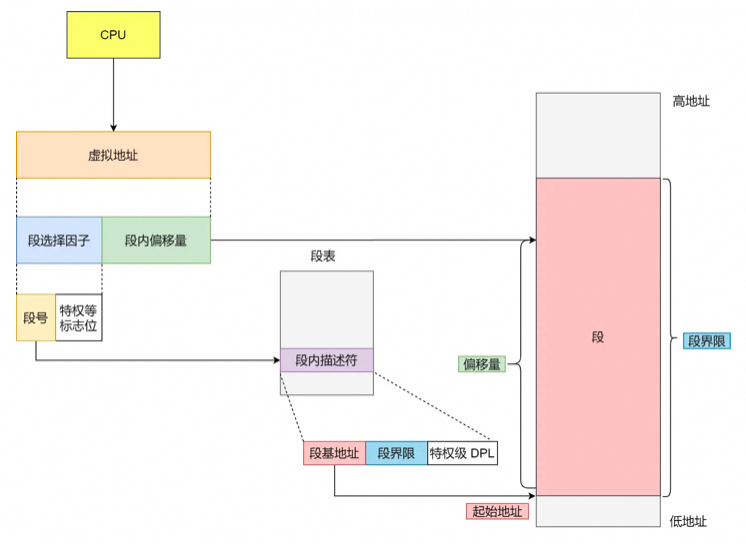 CPU
高地址
虚拟地址
段选择因子
段内偏移量
段表
段号
特权等
标志位
段
段界限
段内描述符
偏移量
段基地址
段界限
特权级 DPL
起始地址
低地址